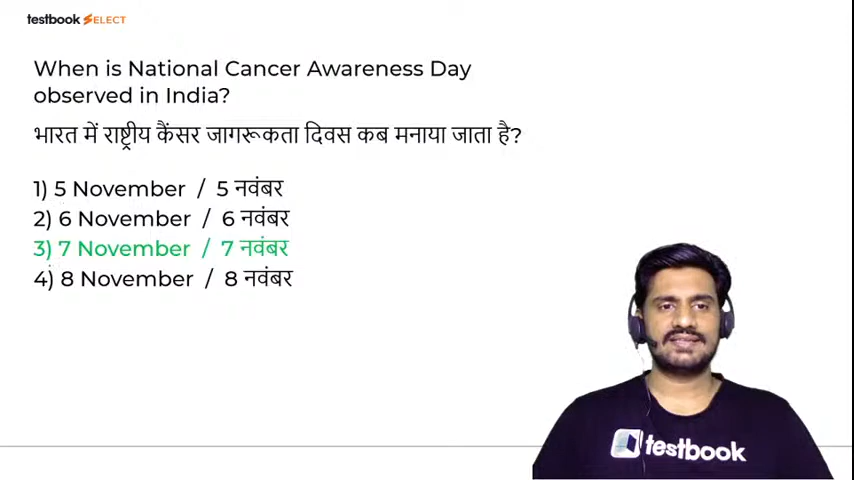 testbook SELECT
When is National Cancer Awareness Day
observed in India?
भारत में राष्ट्रीय कैंसर जागरूकता दिवस कब मनाया जाता है?
1) 5 November / 5 नवंबर
2) 6 November / 6 नवंबर
3) 7 November / 7 नवंबर
4) 8 November / 8 नवंबर
testbook